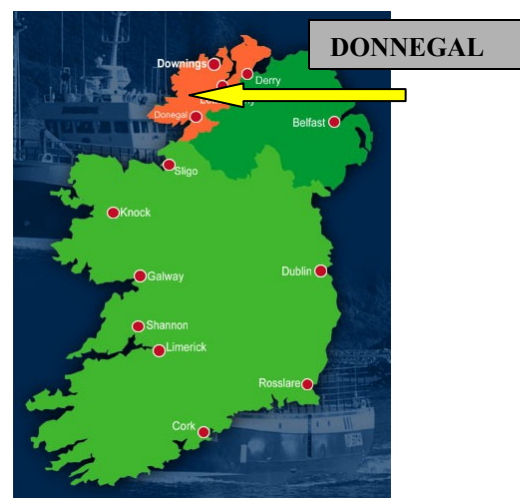 DONNEGAL
Downings
Derry
Donegal
Belfast
Sligo
Knock
Galway
Dublin
Shannon
Limerick
Rosslare
Cork